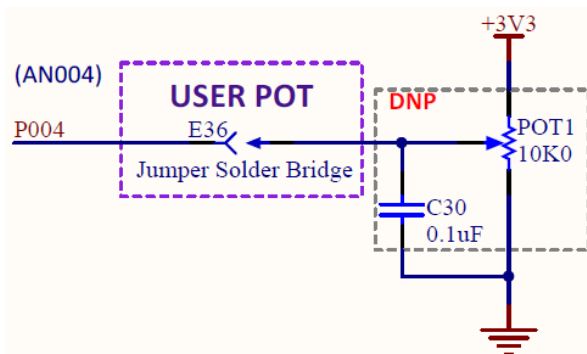 +3V3
(AN004)
USER POT
DNP
P004
E36
POT1
10K0
Jumper Solder Bridge
C30
0.1uF